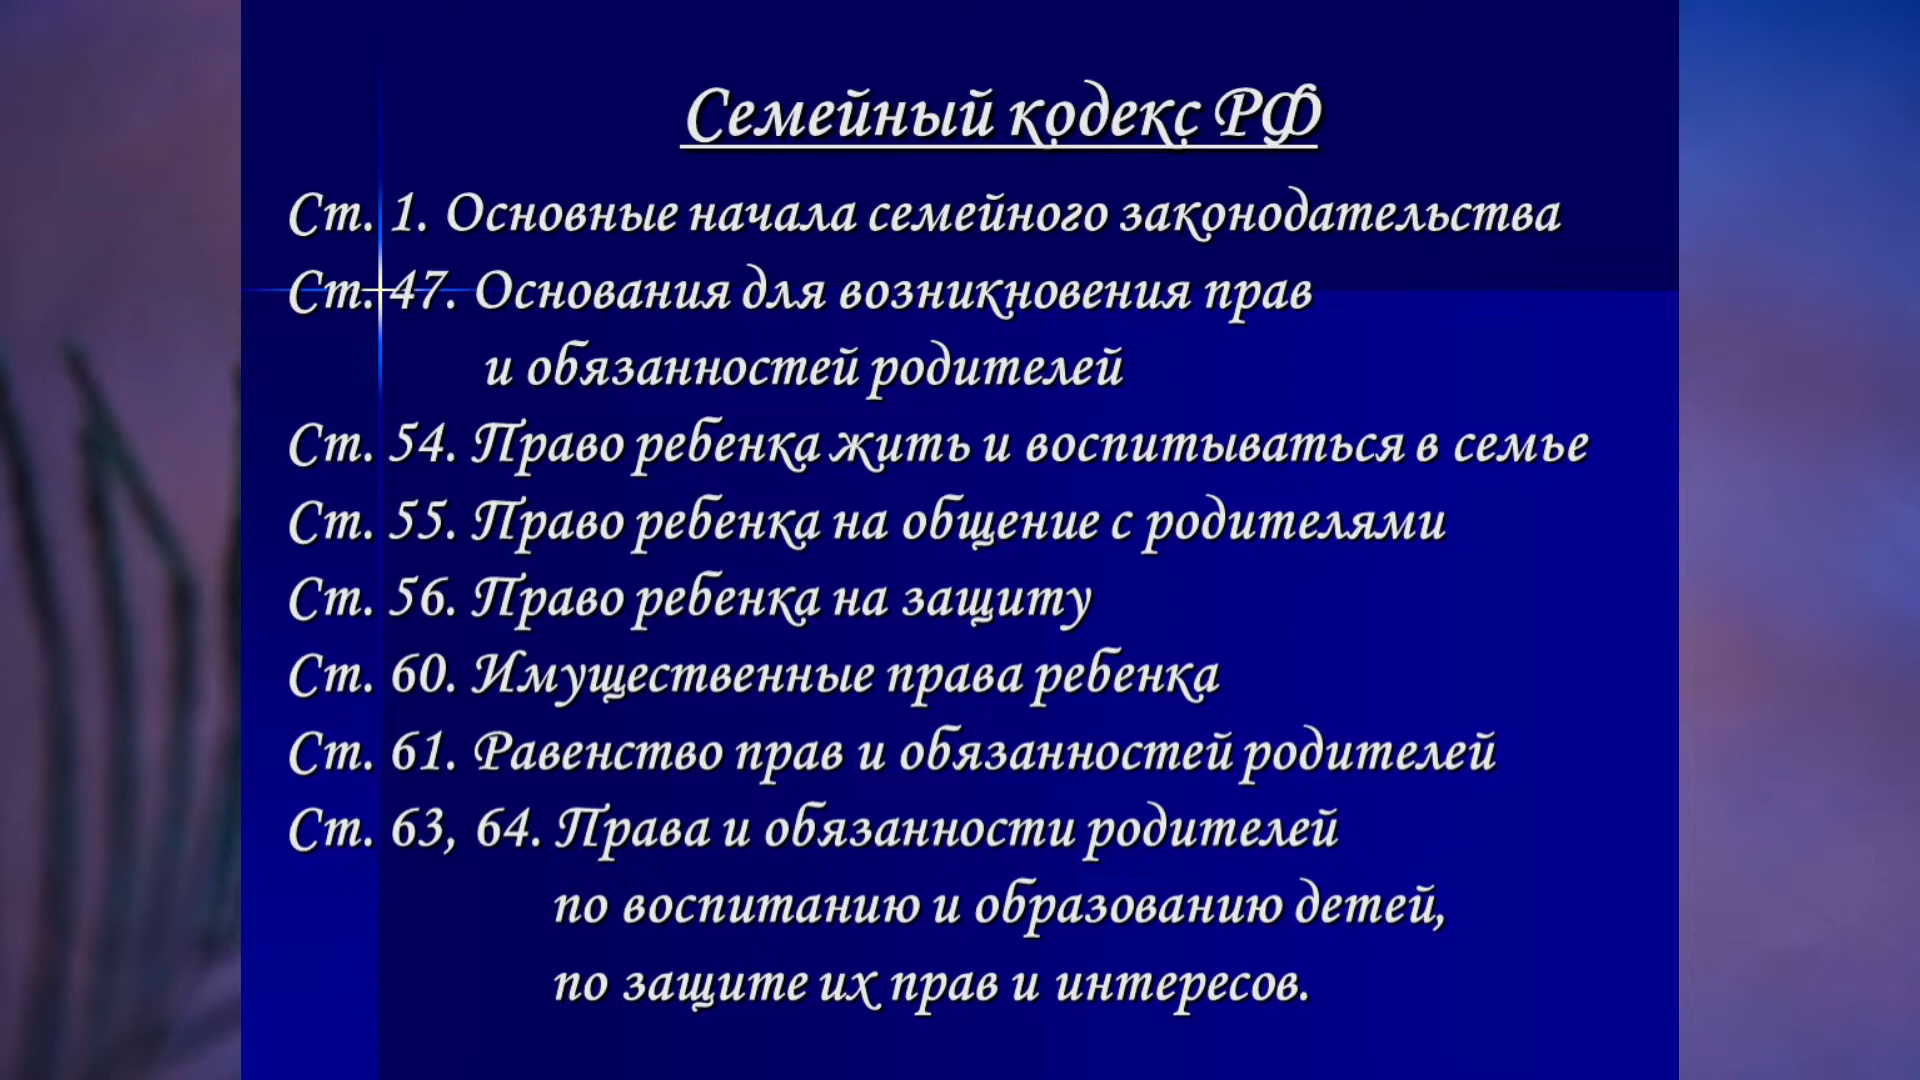 Семейный кодекс РФ
Ст. 1. Основные начала семейного законодательства
Ст. 47. Основания для возникновения прав
и обязанностей родителей
Ст. 54. Право ребенка жить и воспитываться в семье
Ст. 55. Право ребенка на общение с родителями
Ст. 56. Право ребенка на защиту
Ст. 60. Имущественные права ребенка
Ст. 61. Равенство прав и обязанностей родителей
Ст. 63, 64. Права и обязанности родителей
по воспитанию и образованию детей,
по защите их прав и интересов.